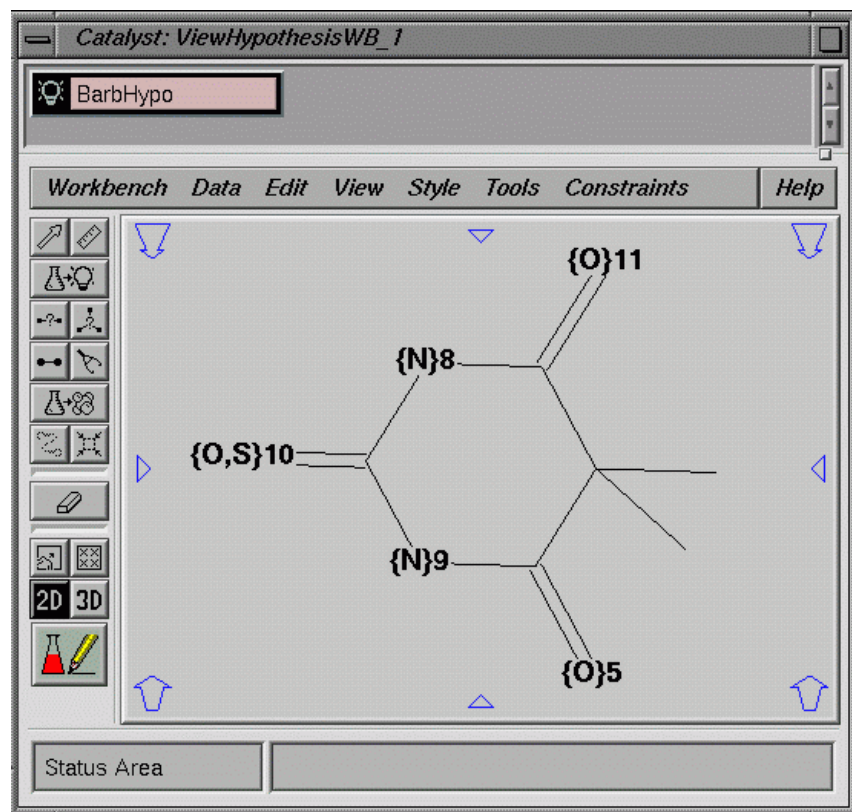 Catalyst: ViewHypothesisWB_1
BarbHypo
Workbench Data Edit View Style Tools Constraints Help
{O}11
{N}8
{O,S}10
{N}9
{O}5
2D 3D
Status Area